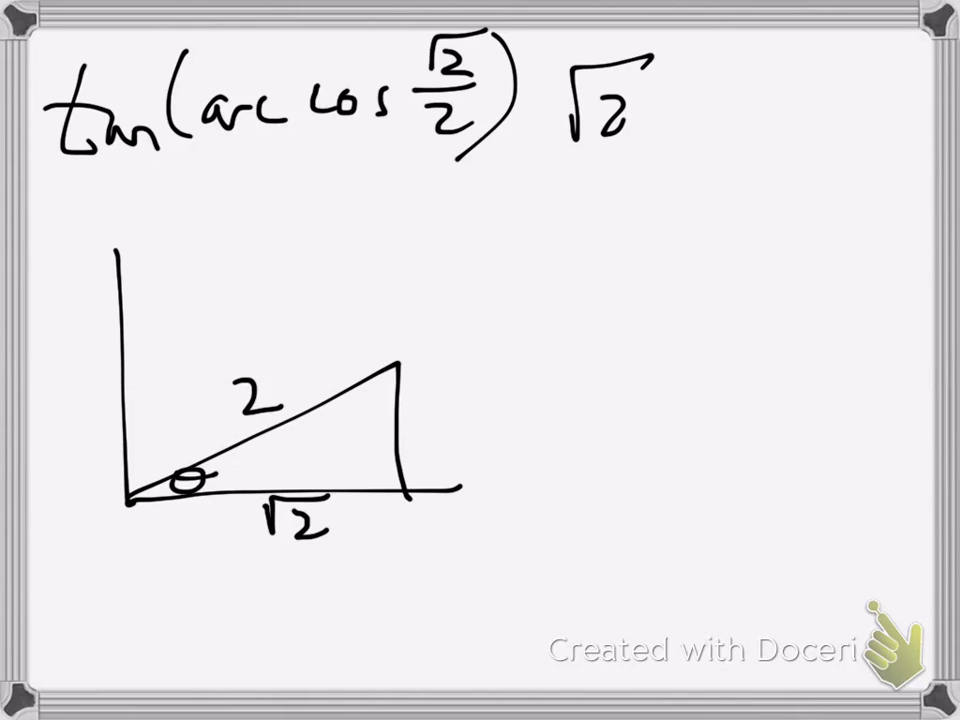 tan(arc cos √2/2) √2
2
θ
√2
Created with Doceri